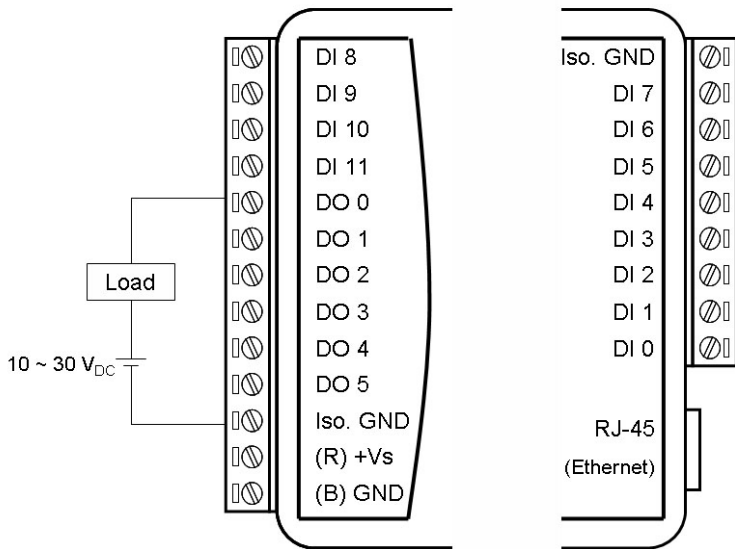 DI 8
DI 9
DI 10
DI 11
DO 0
DO 1
DO 2
DO 3
DO 4
DO 5
Iso. GND
(R) +Vs
(B) GND
Load
10 ~ 30 VDC
Iso. GND
DI 7
DI 6
DI 5
DI 4
DI 3
DI 2
DI 1
DI 0
RJ-45
(Ethernet)